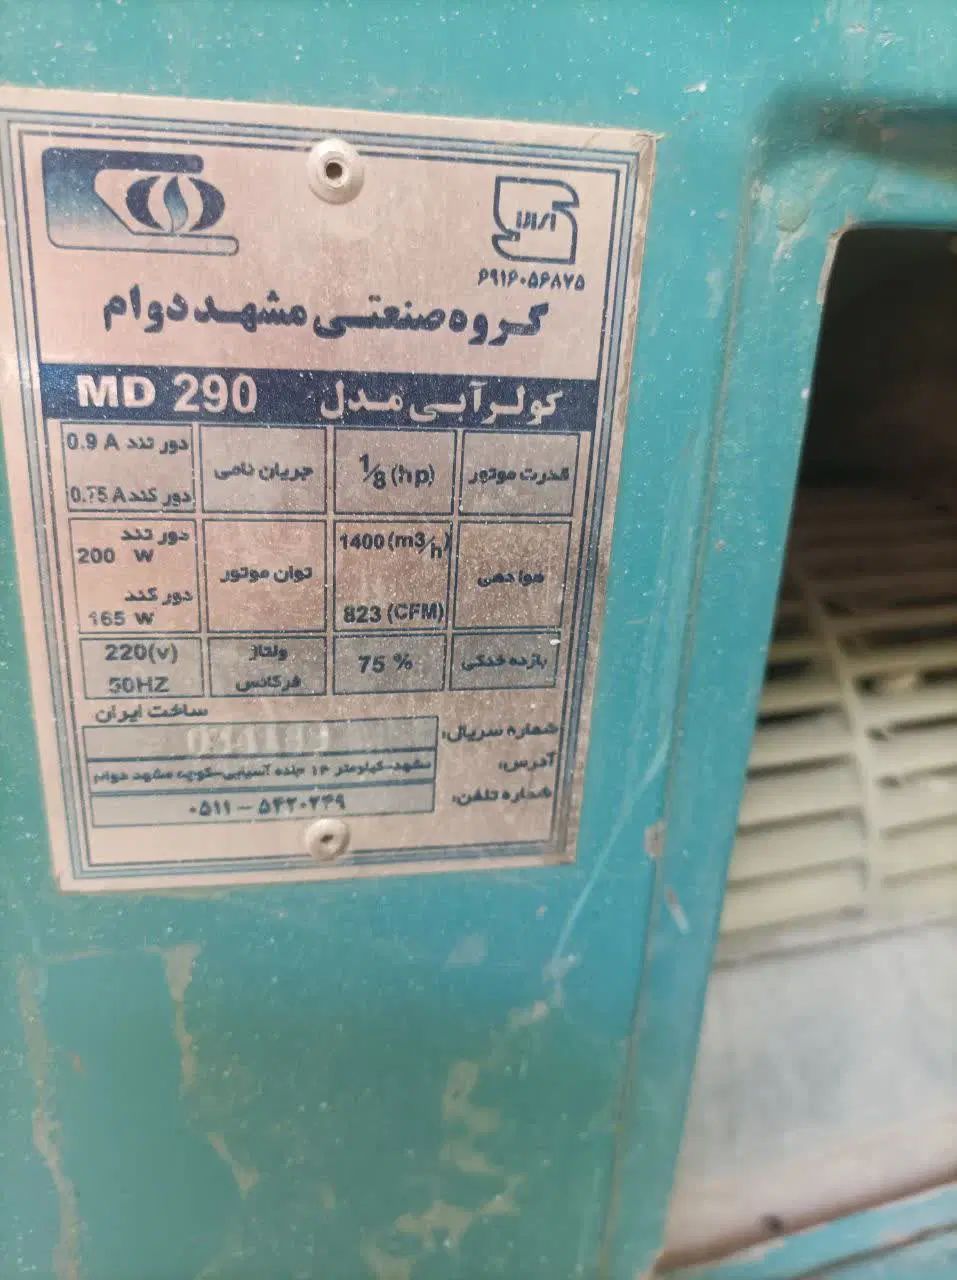 ۶۹۱۶۰۵۶۸۷۵
گروه صنعتی مشهد دوام
کولر آبی مدل MD 290
قدرت موتور 1/8 (hp) جریان نامی دور تند 0.9 A
دور کند 0.75 A
هوادهی 1400 (m3/h) توان موتور دور تند 200 W
823 (CFM) دور کند 165 W
بازده خنکی 75 % ولتاژ 220(v)
فرکانس 50HZ
ساخت ایران
شماره سریال:
آدرس: مشهد-کیلومتر ۱۴ جاده آسیایی-کوچه مشهد دوام
شماره تلفن: ۰۵۱۱ – ۵۴۲۰۲۴۹